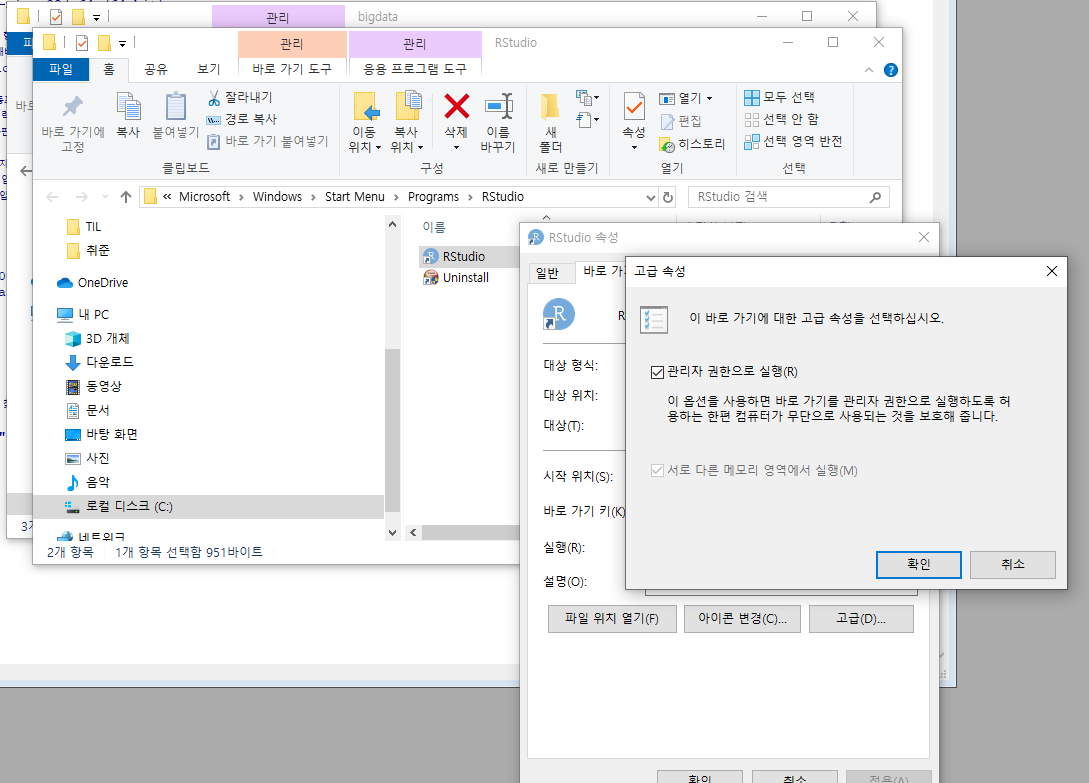 관리
bigdata
관리
관리
RStudio
파일
홈
공유
보기
바로 가기 도구
응용 프로그램 도구
바로 가기에
고정
복사
붙여넣기
잘라내기
경로 복사
바로 가기 붙여넣기
클립보드
이동
위치
복사
위치
삭제
이름
바꾸기
구성
새
폴더
새로 만들기
속성
열기
편집
히스토리
열기
모두 선택
선택 안 함
선택 영역 반전
선택
« Microsoft > Windows > Start Menu > Programs > RStudio
RStudio 검색
TIL
취준
OneDrive
내 PC
3D 개체
다운로드
동영상
문서
바탕 화면
사진
음악
로컬 디스크 (C:)
네트워크
2개 항목
1개 항목 선택함 951바이트
이름
RStudio
Uninstall
RStudio 속성
일반
바로 가
R
대상 형식:
대상 위치:
대상(T):
시작 위치(S):
바로 가기 키(K)
실행(R):
설명(O):
파일 위치 열기(F)
아이콘 변경(C)...
고급(D)...
확인
취소
적용(A)
고급 속성
이 바로 가기에 대한 고급 속성을 선택하십시오.
관리자 권한으로 실행(R)
이 옵션을 사용하면 바로 가기를 관리자 권한으로 실행하도록 허
용하는 한편 컴퓨터가 무단으로 사용되는 것을 보호해 줍니다.
서로 다른 메모리 영역에서 실행(M)
확인
취소